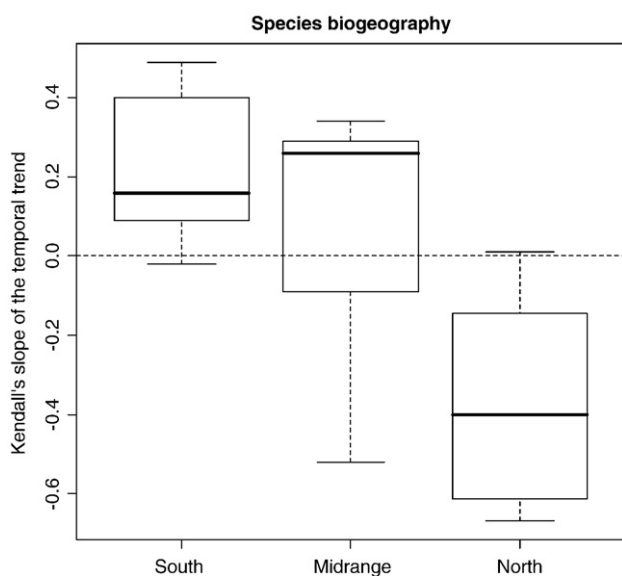 Species biogeography
Kendall's slope of the temporal trend
0.4
0.2
0.0
-0.2
-0.4
-0.6
South Midrange North